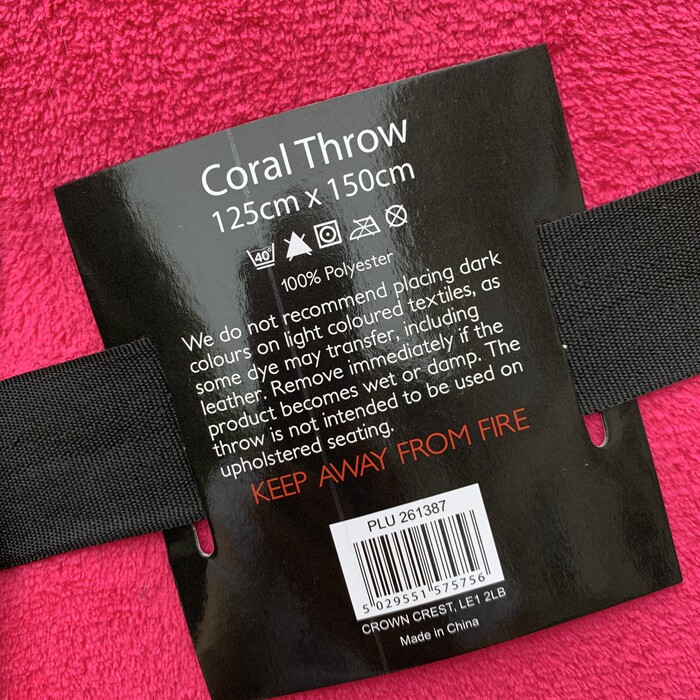 Coral Throw
125cm x 150cm
40°
100% Polyester
We do not recommend placing dark
colours on light coloured textiles, as
some dye may transfer, including
leather. Remove immediately if the
product becomes wet or damp. The
throw is not intended to be used on
upholstered seating.
KEEP AWAY FROM FIRE
PLU 261387
5 029551 575756
CROWN CREST, LE1 2LB
Made in China